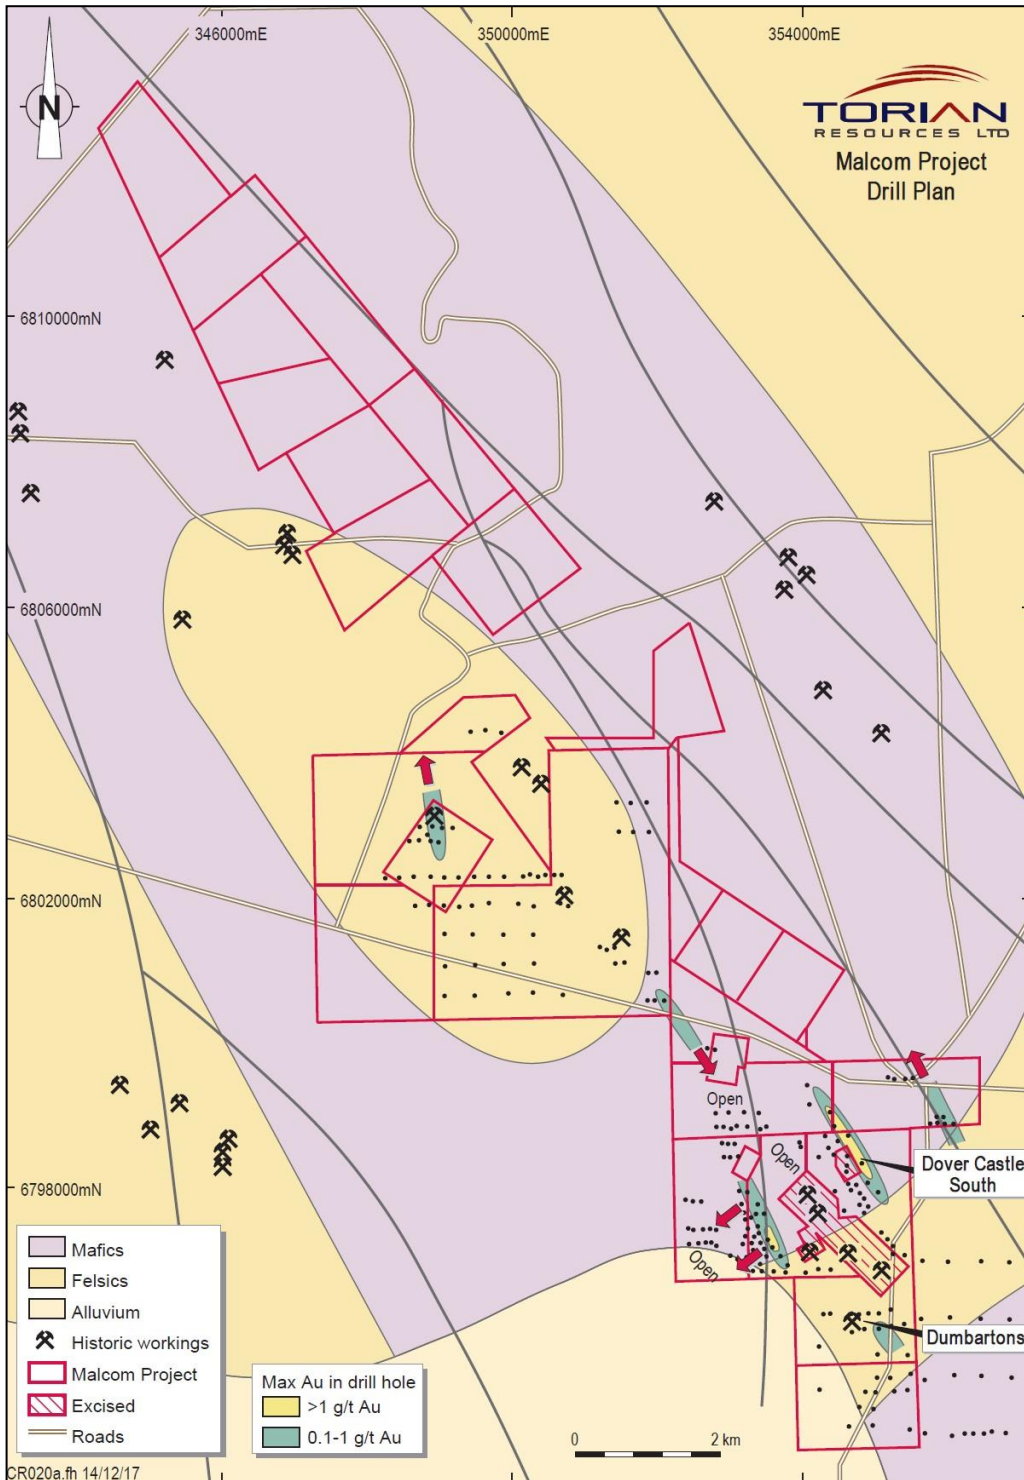 346000mE
350000mE
354000mE
N
TORIAN
RESOURCES LTD
Malcom Project
Drill Plan
6810000mN
6806000mN
6802000mN
6798000mN
Open
Open
Open
Dover Castle
South
Dumbartons
Mafics
Felsics
Alluvium
Historic workings
Malcom Project
Excised
Roads
Max Au in drill hole
>1 g/t Au
0.1-1 g/t Au
0
2 km
CR020a.fh 14/12/17